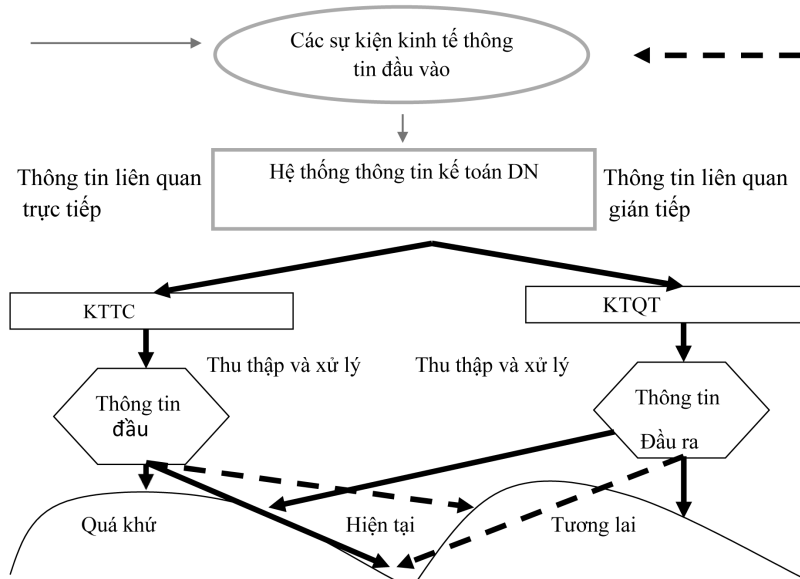 Các sự kiện kinh tế thông
tin đầu vào
Hệ thống thông tin kế toán DN
Thông tin liên quan
trực tiếp
Thông tin liên quan
gián tiếp
KTTC
KTQT
Thu thập và xử lý
Thu thập và xử lý
Thông tin
đầu
Thông tin
Đầu ra
Quá khứ
Hiện tại
Tương lai